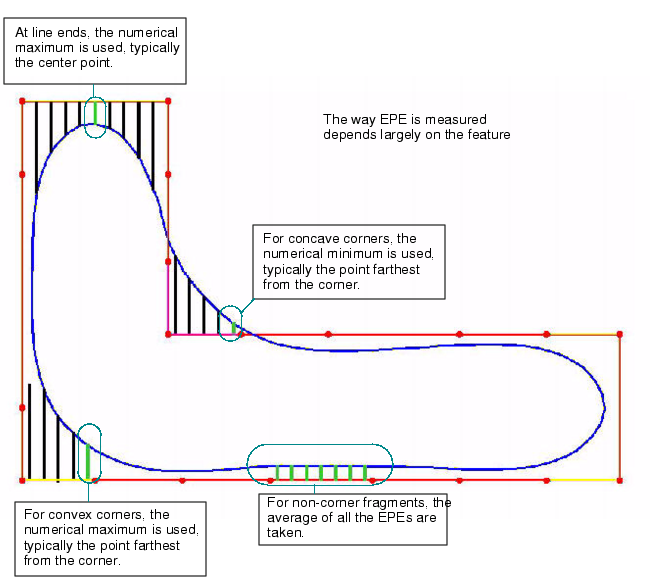 At line ends, the numerical
maximum is used, typically
the center point.
The way EPE is measured
depends largely on the feature
For concave corners, the
numerical minimum is used,
typically the point farthest
from the corner.
For non-corner fragments, the
average of all the EPEs are
taken.
For convex corners, the
numerical maximum is used,
typically the point farthest
from the corner.